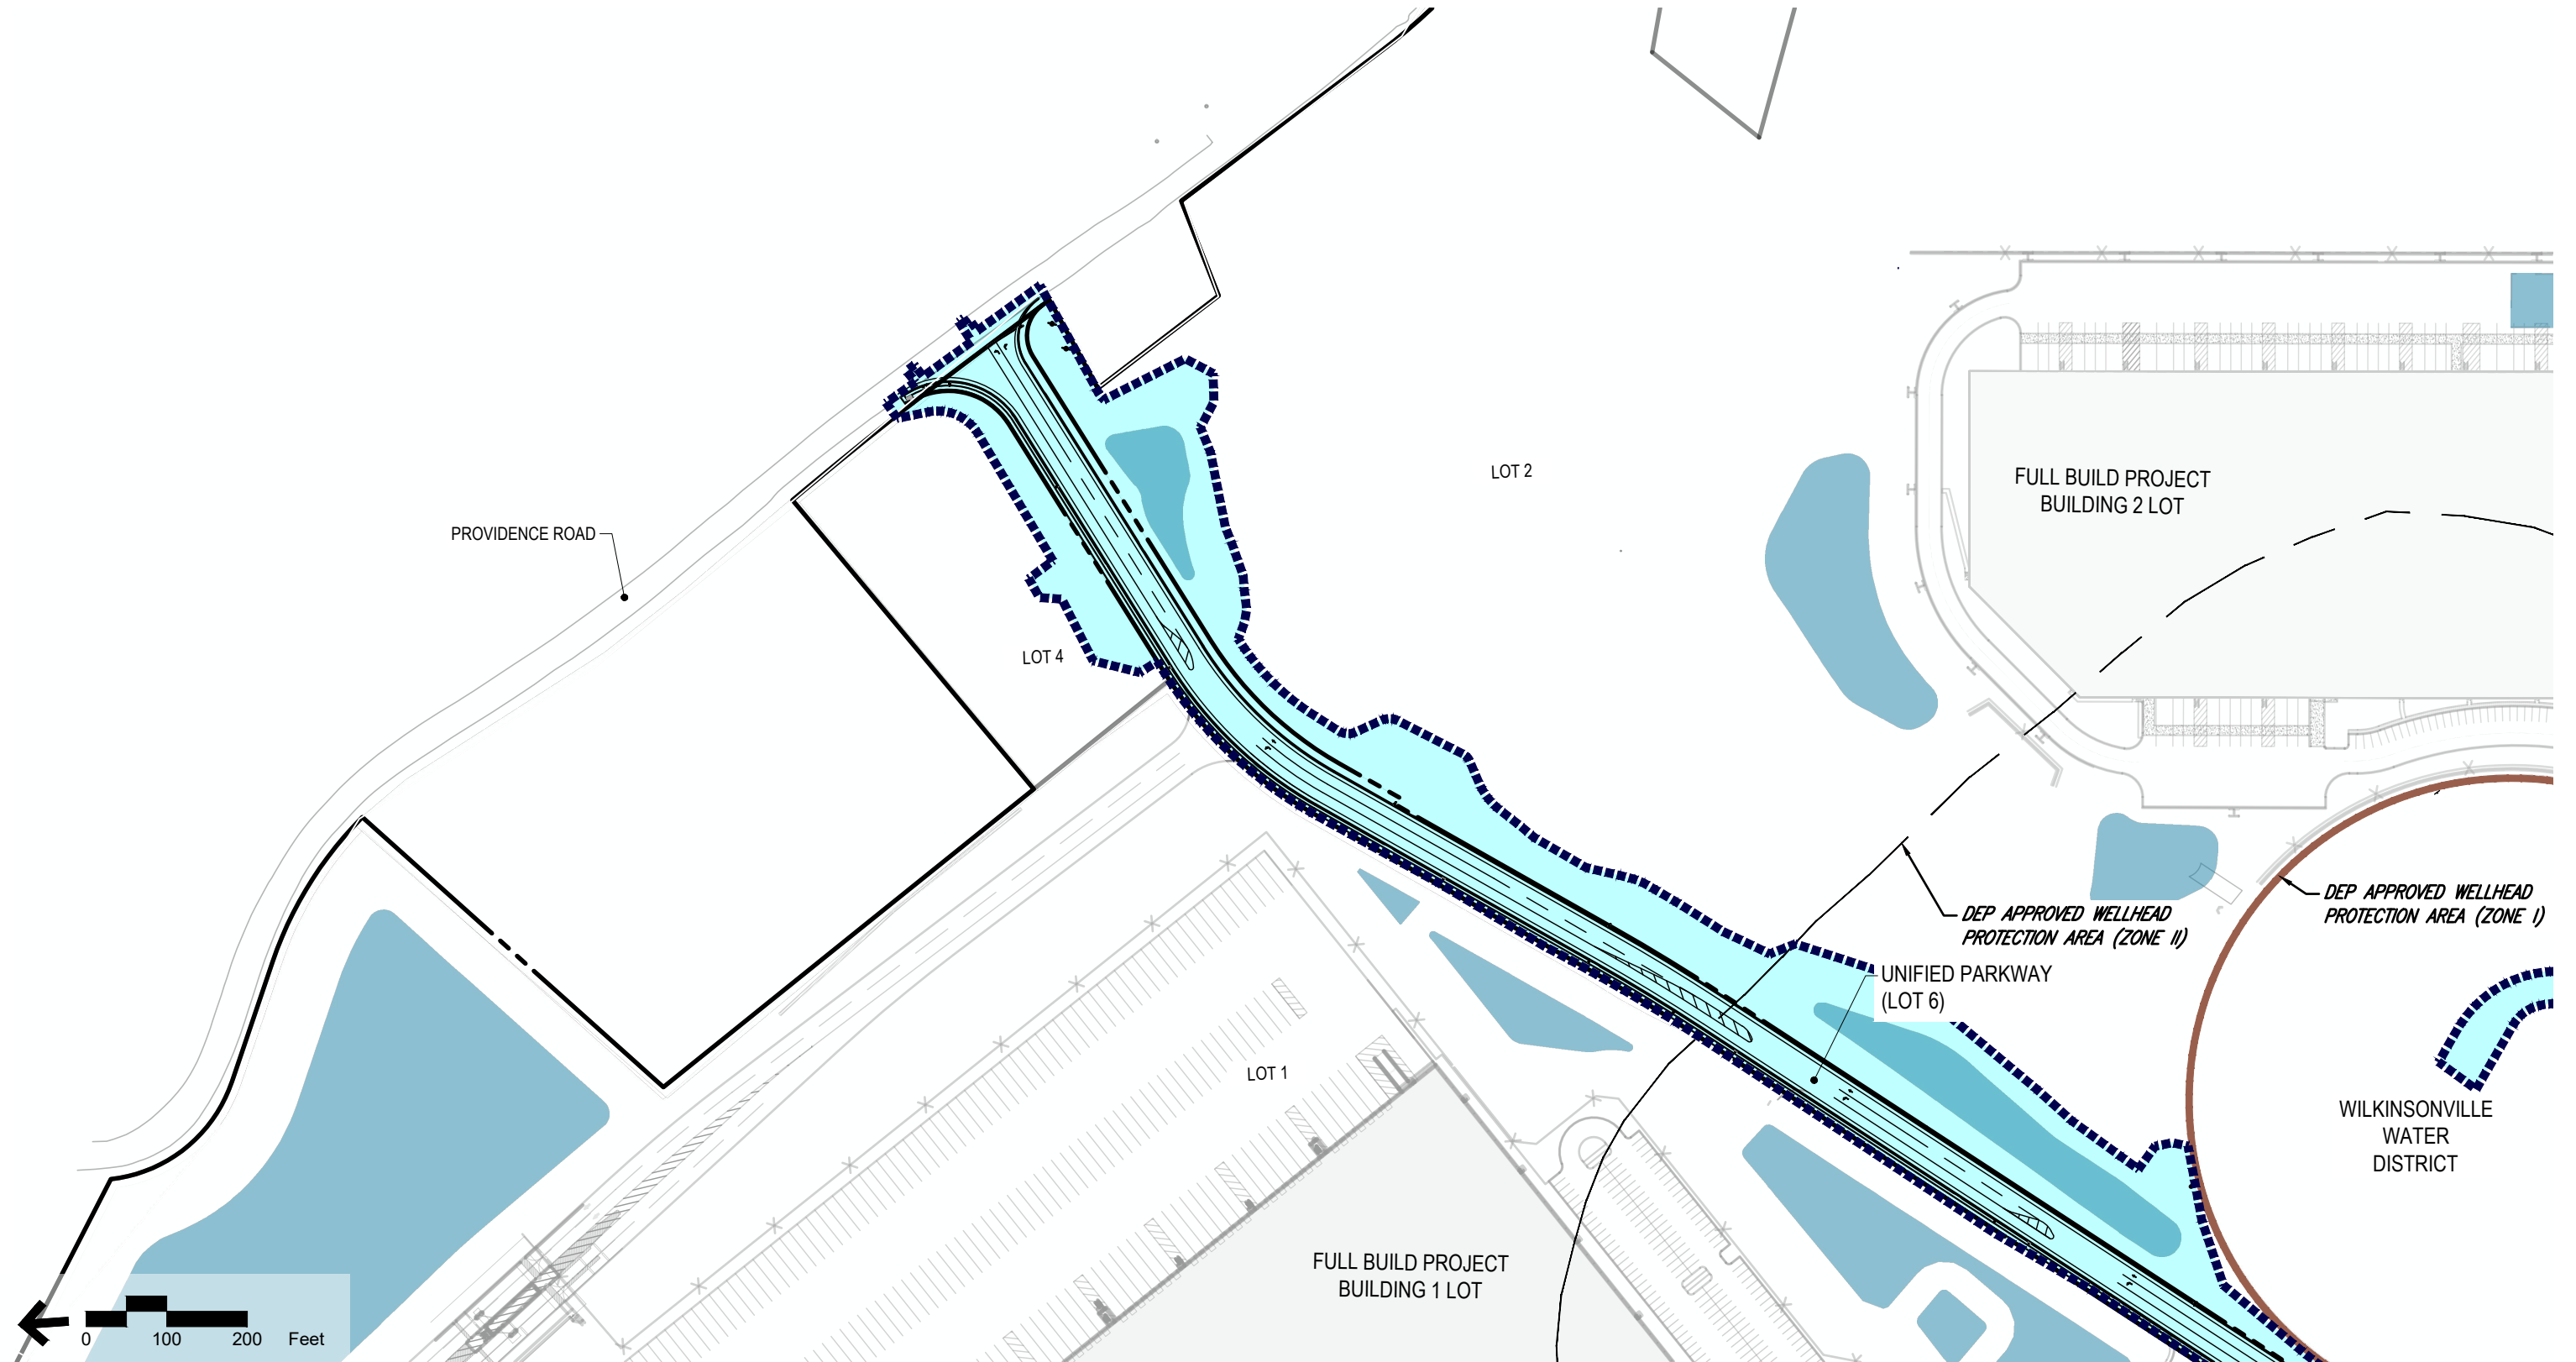 LOT 2
FULL BUILD PROJECT
BUILDING 2 LOT
PROVIDENCE ROAD
LOT 4
DEP APPROVED WELLHEAD
PROTECTION AREA (ZONE I)
DEP APPROVED WELLHEAD
PROTECTION AREA (ZONE II)
UNIFIED PARKWAY
(LOT 6)
LOT 1
WILKINSONVILLE
WATER
DISTRICT
FULL BUILD PROJECT
BUILDING 1 LOT
0 100 200 Feet